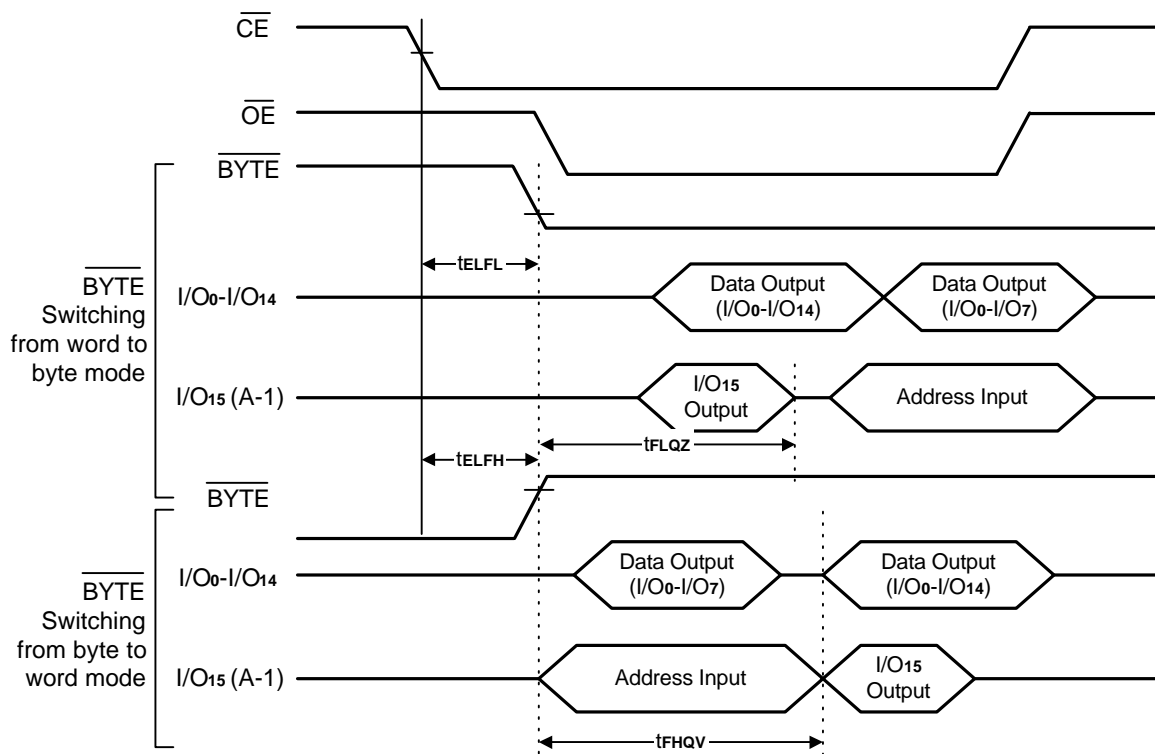 CE
OE
BYTE
tELFL
BYTE
Switching
from word to
byte mode
I/O0-I/O14
Data Output
(I/O0-I/O14)
Data Output
(I/O0-I/O7)
I/O15 (A-1)
I/O15
Output
Address Input
tELFH
tFLQZ
BYTE
BYTE
Switching
from byte to
word mode
I/O0-I/O14
Data Output
(I/O0-I/O7)
Data Output
(I/O0-I/O14)
I/O15 (A-1)
Address Input
I/O15
Output
tFHQV